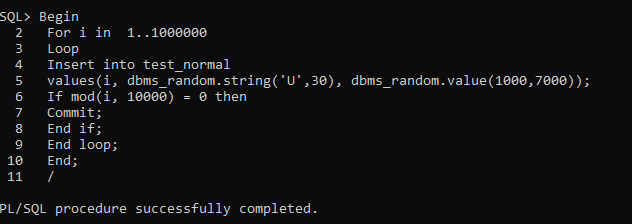 SQL> Begin
  2   For i in  1..1000000
  3   Loop
  4   Insert into test_normal
  5   values(i, dbms_random.string('U',30), dbms_random.value(1000,7000));
  6   If mod(i, 10000) = 0 then
  7   Commit;
  8   End if;
  9   End loop;
 10   End;
 11   /
PL/SQL procedure successfully completed.